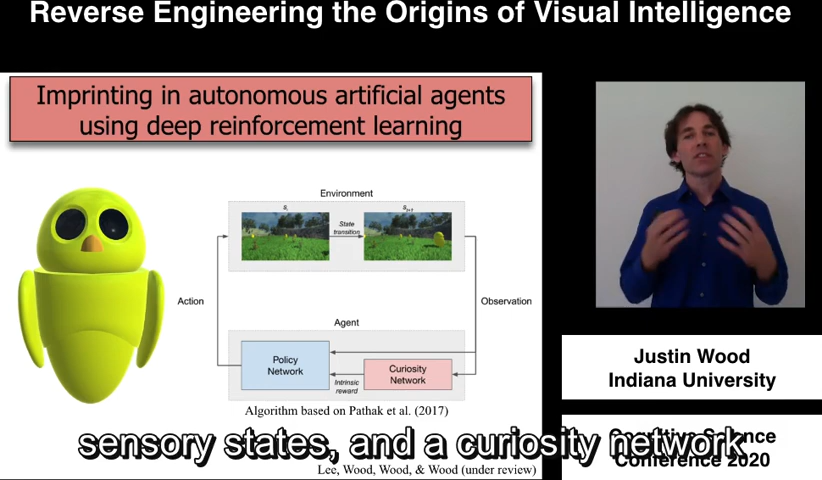 Reverse Engineering the Origins of Visual Intelligence
Imprinting in autonomous artificial agents
using deep reinforcement learning
Environment
State
transition
Action
Observation
Agent
Policy
Network
Curiosity
Network
Intrinsic
reward
Algorithm based on Pathak et al. (2017)
Lee, Wood, Wood, & Wood (under review)
Justin Wood
Indiana University
Cognitive Science
Conference 2020
sensory states, and a curiosity network